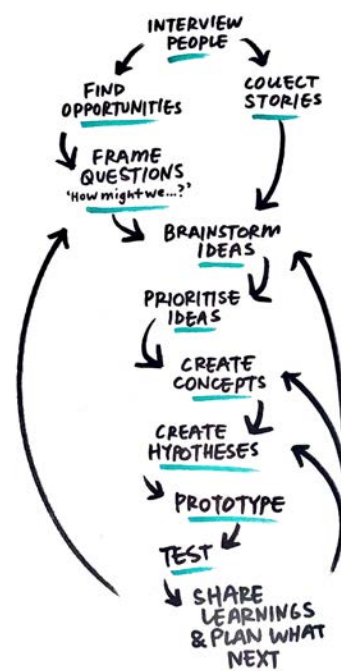 INTERVIEW
PEOPLE
FIND
OPPORTUNITIES
COLLECT
STORIES
FRAME
QUESTIONS
'How might we...?'
BRAINSTORM
IDEAS
PRIORITISE
IDEAS
CREATE
CONCEPTS
CREATE
HYPOTHESES
PROTOTYPE
TEST
SHARE
LEARNINGS
& PLAN WHAT
NEXT